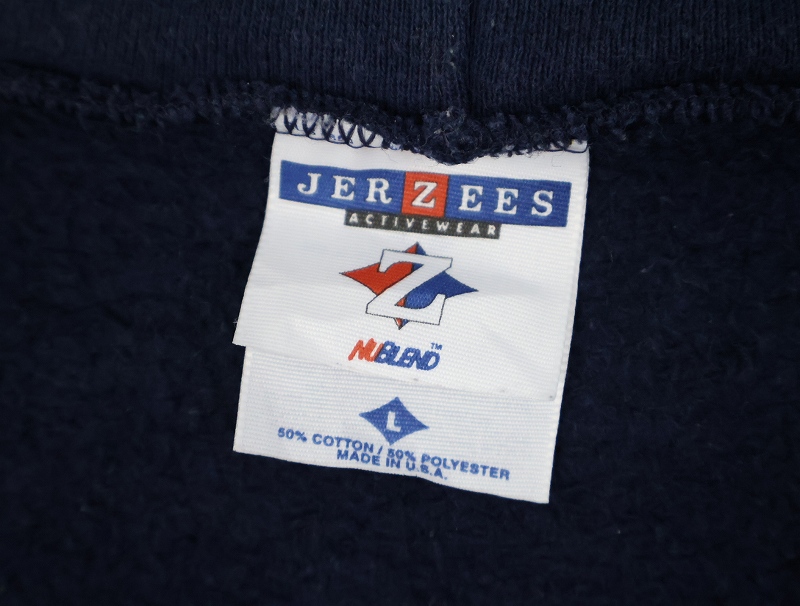 JERZEES
ACTIVEWEAR
Z
NUBLEND™
L
50% COTTON / 50% POLYESTER
MADE IN U.S.A.